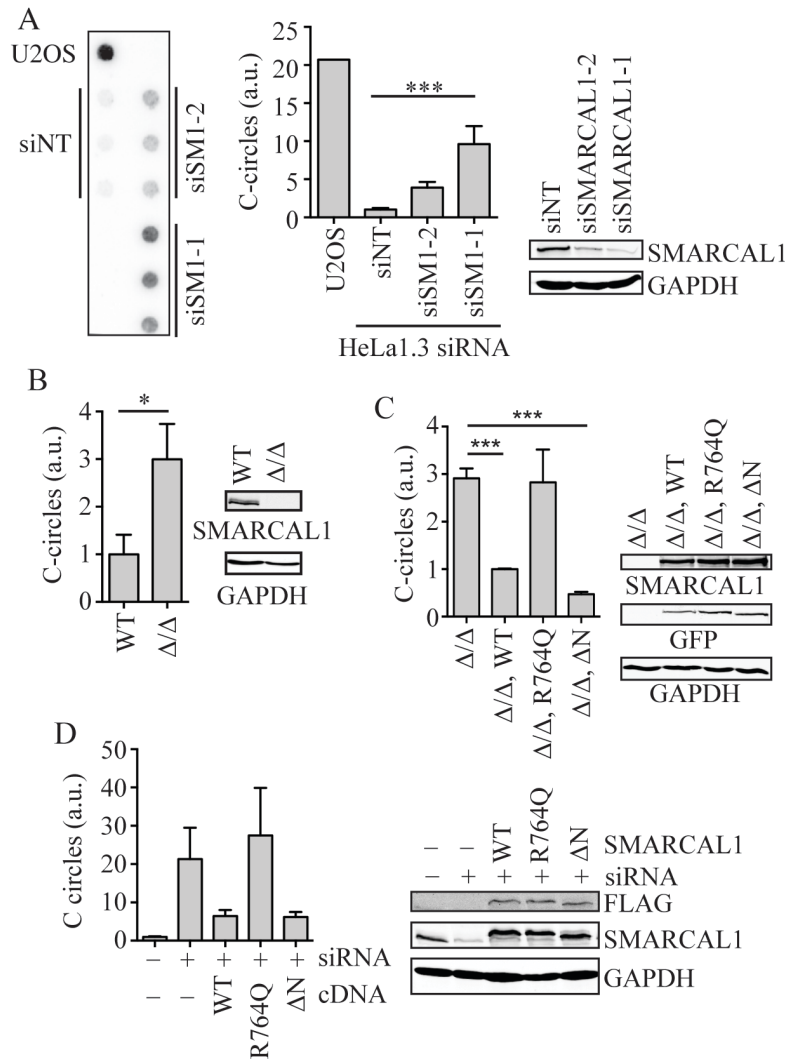 A
U2OS
siNT
siSM1-2
siSM1-1
C-circles (a.u.)
25
20
15
10
5
0
***
U2OS
siNT
siSM1-2
siSM1-1
HeLa1.3 siRNA
siNT
siSMARCAL1-2
siSMARCAL1-1
SMARCAL1
GAPDH
B
C-circles (a.u.)
4
3
2
1
0
*
WT
Δ/Δ
WT
Δ/Δ
SMARCAL1
GAPDH
C
C-circles (a.u.)
4
3
2
1
0
***
***
Δ/Δ
Δ/Δ, WT
Δ/Δ, R764Q
Δ/Δ, ΔN
Δ/Δ
Δ/Δ, WT
Δ/Δ, R764Q
Δ/Δ, ΔN
SMARCAL1
GFP
GAPDH
D
C circles (a.u.)
50
40
30
20
10
0
– + + + + siRNA
– – WT R764Q ΔN cDNA
– – WT R764Q ΔN SMARCAL1
– + + + + siRNA
FLAG
SMARCAL1
GAPDH